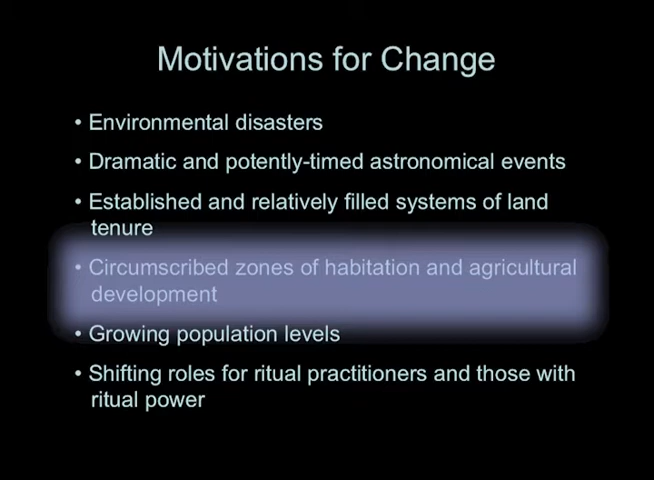 Motivations for Change
• Environmental disasters
• Dramatic and potently-timed astronomical events
• Established and relatively filled systems of land
tenure
• Circumscribed zones of habitation and agricultural
development
• Growing population levels
• Shifting roles for ritual practitioners and those with
ritual power